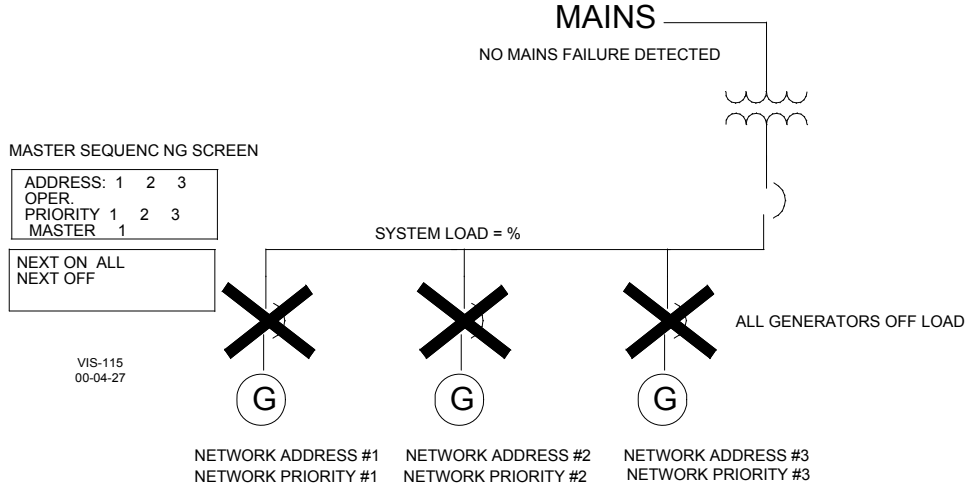 MAINS
NO MAINS FAILURE DETECTED
MASTER SEQUENC NG SCREEN
ADDRESS: 1 2 3
OPER.
PRIORITY 1 2 3
MASTER 1
NEXT ON ALL
NEXT OFF
SYSTEM LOAD = %
ALL GENERATORS OFF LOAD
VIS-115
00-04-27
G G G
NETWORK ADDRESS #1 NETWORK ADDRESS #2 NETWORK ADDRESS #3
NETWORK PRIORITY #1 NETWORK PRIORITY #2 NETWORK PRIORITY #3